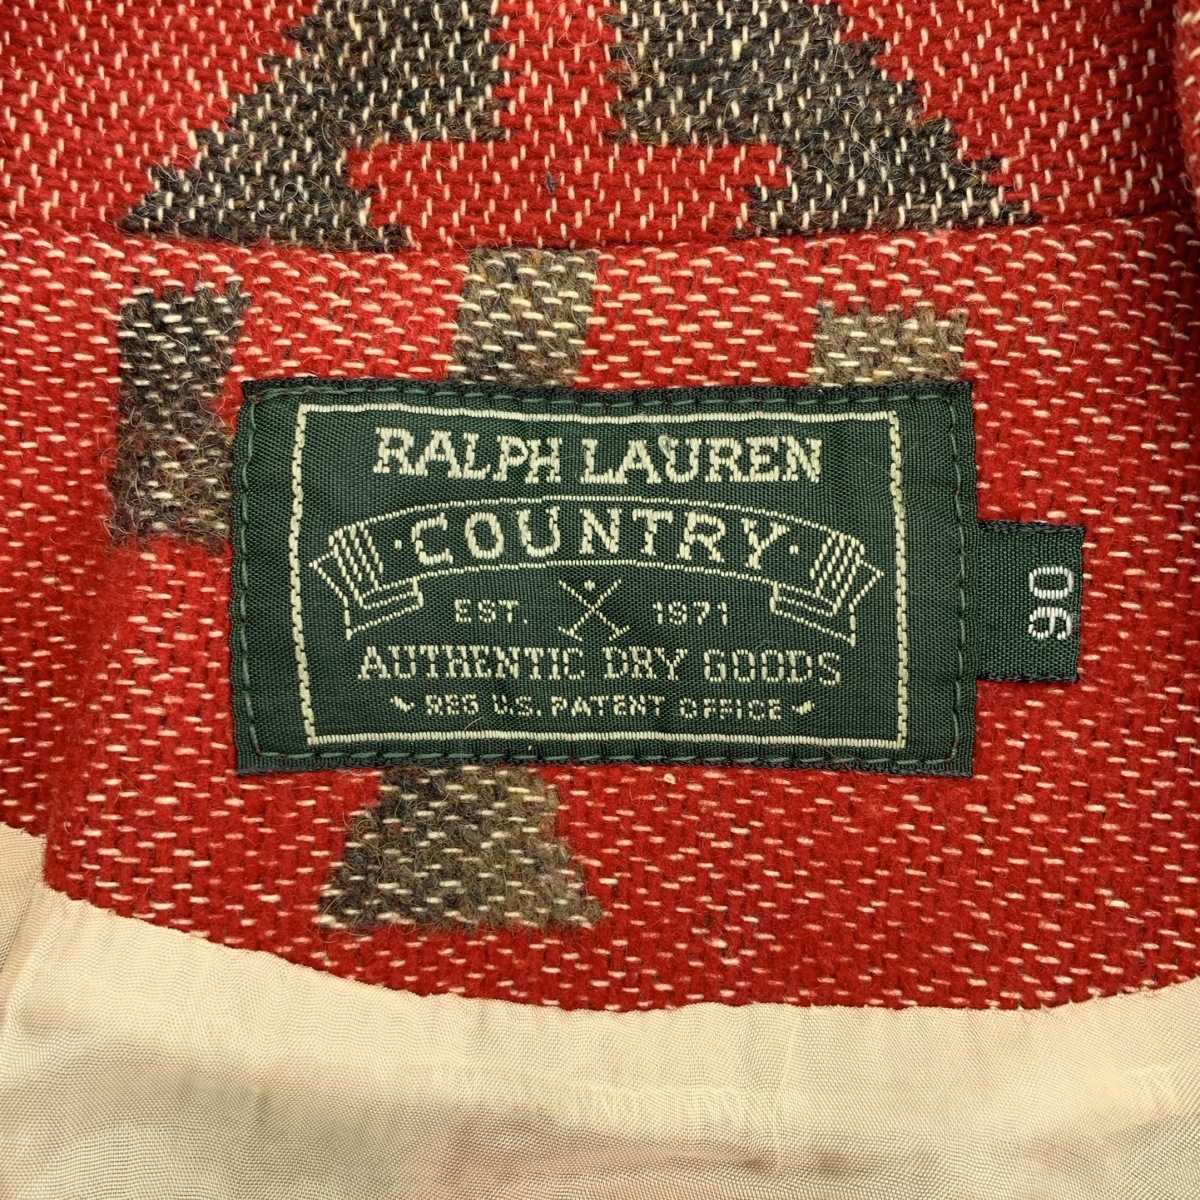 RALPH LAUREN
·COUNTRY·
EST. 1971
AUTHENTIC DRY GOODS
REG U.S. PATENT OFFICE
90